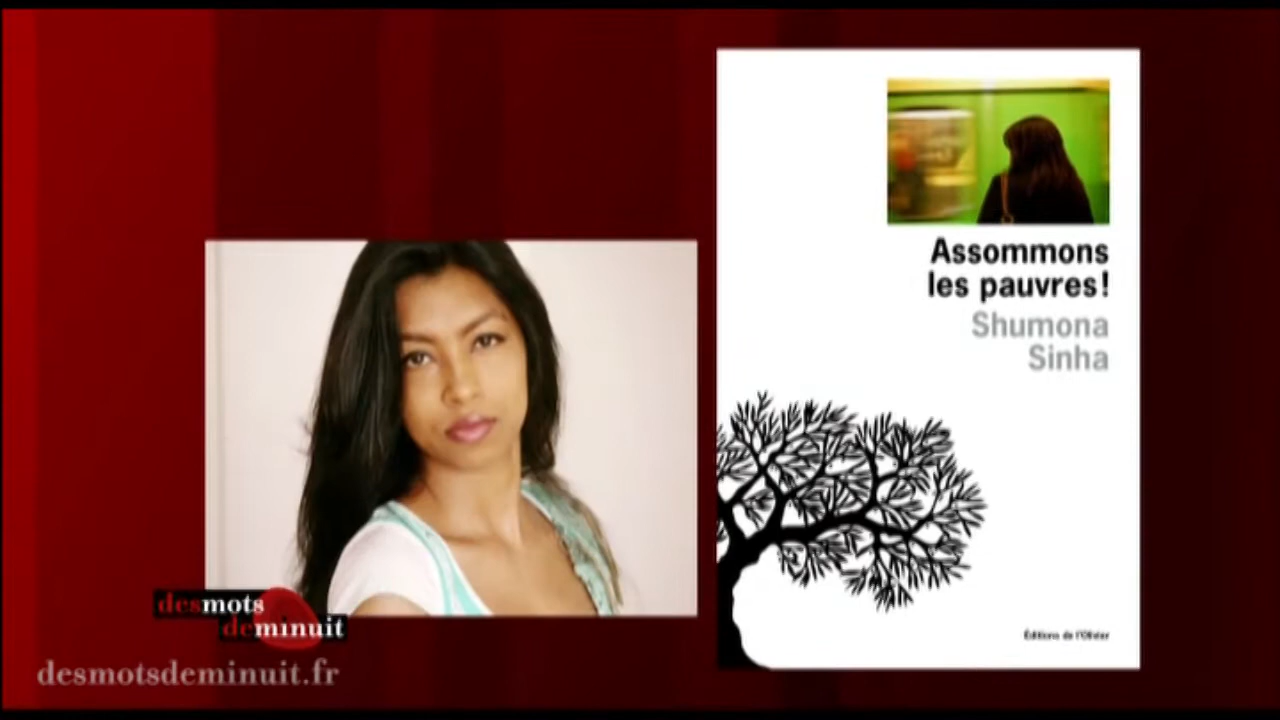 Assommons
les pauvres!
Shumona
Sinha
Éditions de l'Olivier
desmots
deminuit
desmotsdeminuit.fr